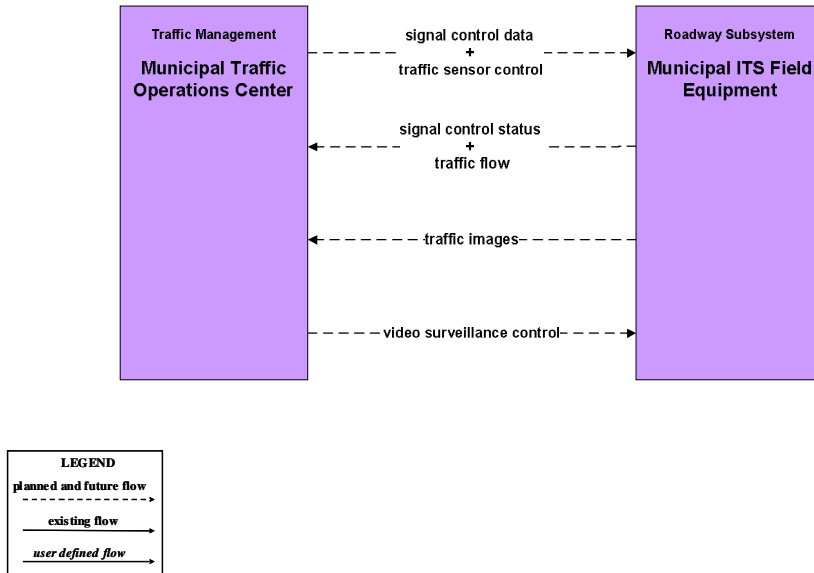 Traffic Management
Municipal Traffic
Operations Center
signal control data
+
traffic sensor control
Roadway Subsystem
Municipal ITS Field
Equipment
signal control status
+
traffic flow
traffic images
video surveillance control
LEGEND
planned and future flow
existing flow
user defined flow